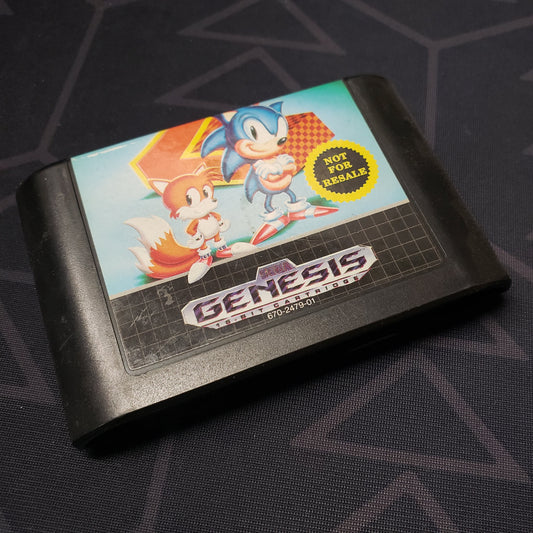 NOT
FOR
RESALE
SEGA
GENESIS
16-BIT CARTRIDGE
670-2479-01